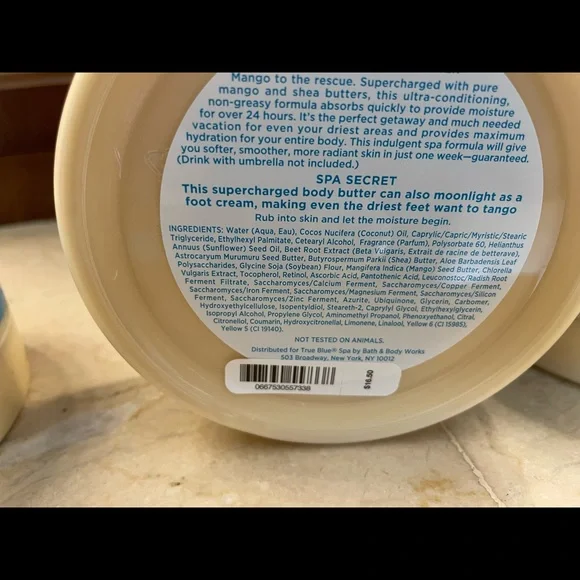 Mango to the rescue. Supercharged with pure
mango and shea butters, this ultra-conditioning,
non-greasy formula absorbs quickly to provide moisture
for over 24 hours. It's the perfect getaway and much needed
vacation for even your driest areas and provides maximum
hydration for your entire body. This indulgent spa formula will give
you softer, smoother, more radiant skin in just one week—guaranteed.
(Drink with umbrella not included.)
SPA SECRET
This supercharged body butter can also moonlight as a
foot cream, making even the driest feet want to tango
Rub into skin and let the moisture begin.
INGREDIENTS: Water (Aqua, Eau), Cocos Nucifera (Coconut) Oil, Caprylic/Capric/Myristic/Stearic
Triglyceride, Ethylhexyl Palmitate, Cetearyl Alcohol, Fragrance (Parfum), Polysorbate 60, Helianthus
Annuus (Sunflower) Seed Oil, Beet Root Extract (Beta Vulgaris, Extrait de racine de betterave),
Astrocaryum Murumuru Seed Butter, Butyrospermum Parkii (Shea) Butter, Aloe Barbadensis Leaf
Polysaccharides, Glycine Soja (Soybean) Flour, Mangifera Indica (Mango) Seed Butter, Chlorella
Vulgaris Extract, Tocopherol, Retinol, Ascorbic Acid, Pantothenic Acid, Leuconostoc/Radish Root
Ferment Filtrate, Saccharomyces/Calcium Ferment, Saccharomyces/Copper Ferment,
Saccharomyces/Iron Ferment, Saccharomyces/Magnesium Ferment, Saccharomyces/Silicon
Ferment, Saccharomyces/Zinc Ferment, Azurite, Ubiquinone, Glycerin, Carbomer,
Hydroxyethylcellulose, Isopentyldiol, Steareth-2, Caprylyl Glycol, Ethylhexylglycerin,
Isopropyl Alcohol, Propylene Glycol, Aminomethyl Propanol, Phenoxyethanol, Citral,
Citronellol, Coumarin, Hydroxycitronellal, Limonene, Linalool, Yellow 6 (CI 15985),
Yellow 5 (CI 19140).
NOT TESTED ON ANIMALS.
Distributed for True Blue® Spa by Bath & Body Works
503 Broadway, New York, NY 10012
0667530557338
$16.50